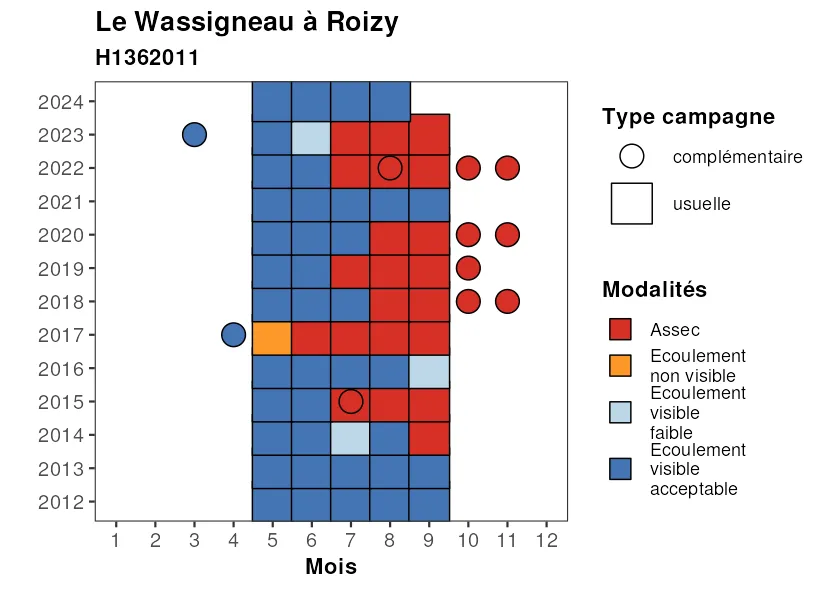 Le Wassigneau à Roizy
H1362011
2024
2023
2022
2021
2020
2019
2018
2017
2016
2015
2014
2013
2012
1 2 3 4 5 6 7 8 9 10 11 12
Mois
Type campagne
complémentaire
usuelle
Modalités
Assec
Ecoulement
non visible
Ecoulement
visible
faible
Ecoulement
visible
acceptable